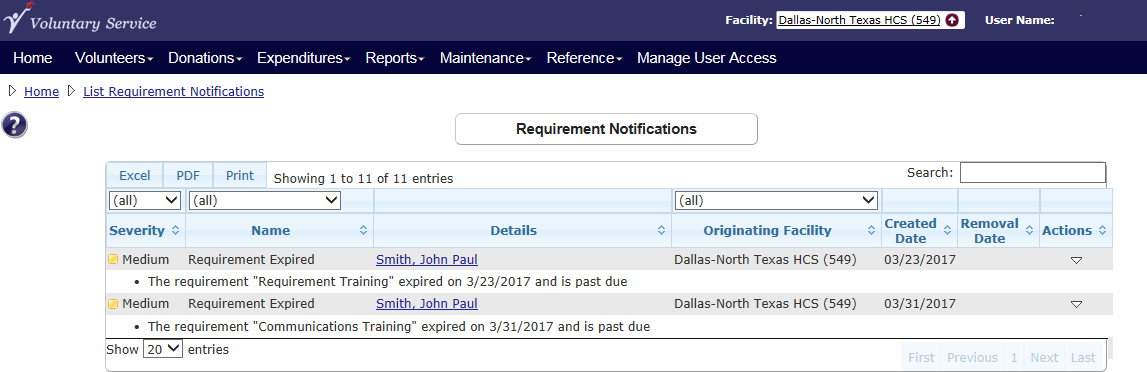 Voluntary Service
Facility: Dallas-North Texas HCS (549) User Name:
Home Volunteers Donations Expenditures Reports Maintenance Reference Manage User Access
Home List Requirement Notifications
?
Requirement Notifications
Excel PDF Print Showing 1 to 11 of 11 entries Search:
(all) (all) (all)
Severity Name Details Originating Facility Created Date Removal Date Actions
Medium Requirement Expired Smith, John Paul Dallas-North Texas HCS (549) 03/23/2017
• The requirement "Requirement Training" expired on 3/23/2017 and is past due
Medium Requirement Expired Smith, John Paul Dallas-North Texas HCS (549) 03/31/2017
• The requirement "Communications Training" expired on 3/31/2017 and is past due
Show 20 entries
First Previous 1 Next Last